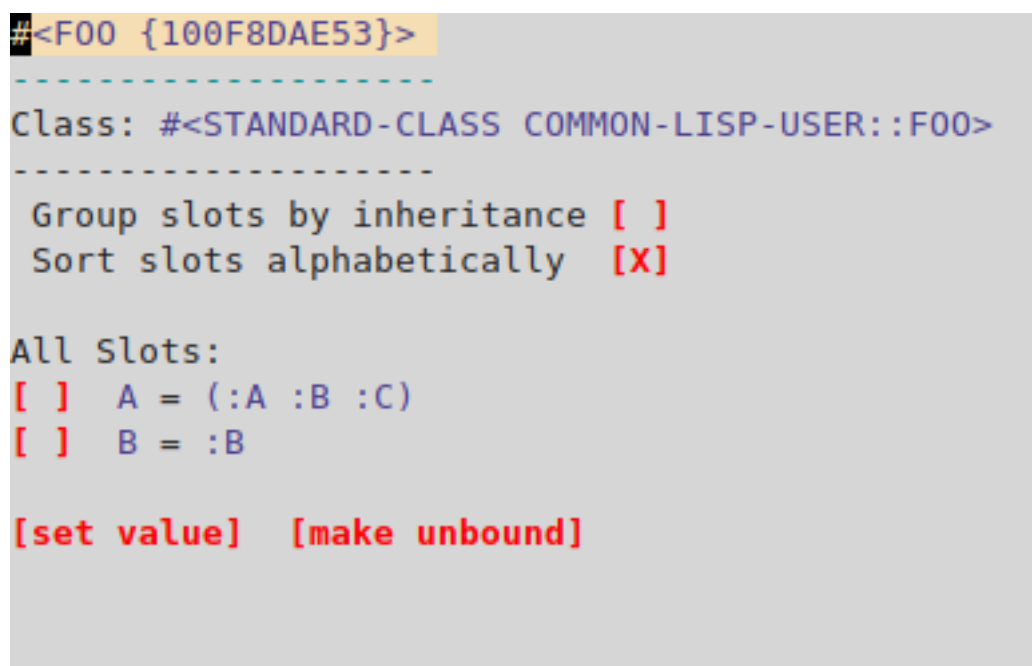 #<FOO {100F8DAE53}>
--------------------
Class: #<STANDARD-CLASS COMMON-LISP-USER::FOO>
--------------------
 Group slots by inheritance [ ]
 Sort slots alphabetically  [X]

All Slots:
[ ]  A = (:A :B :C)
[ ]  B = :B

[set value]  [make unbound]